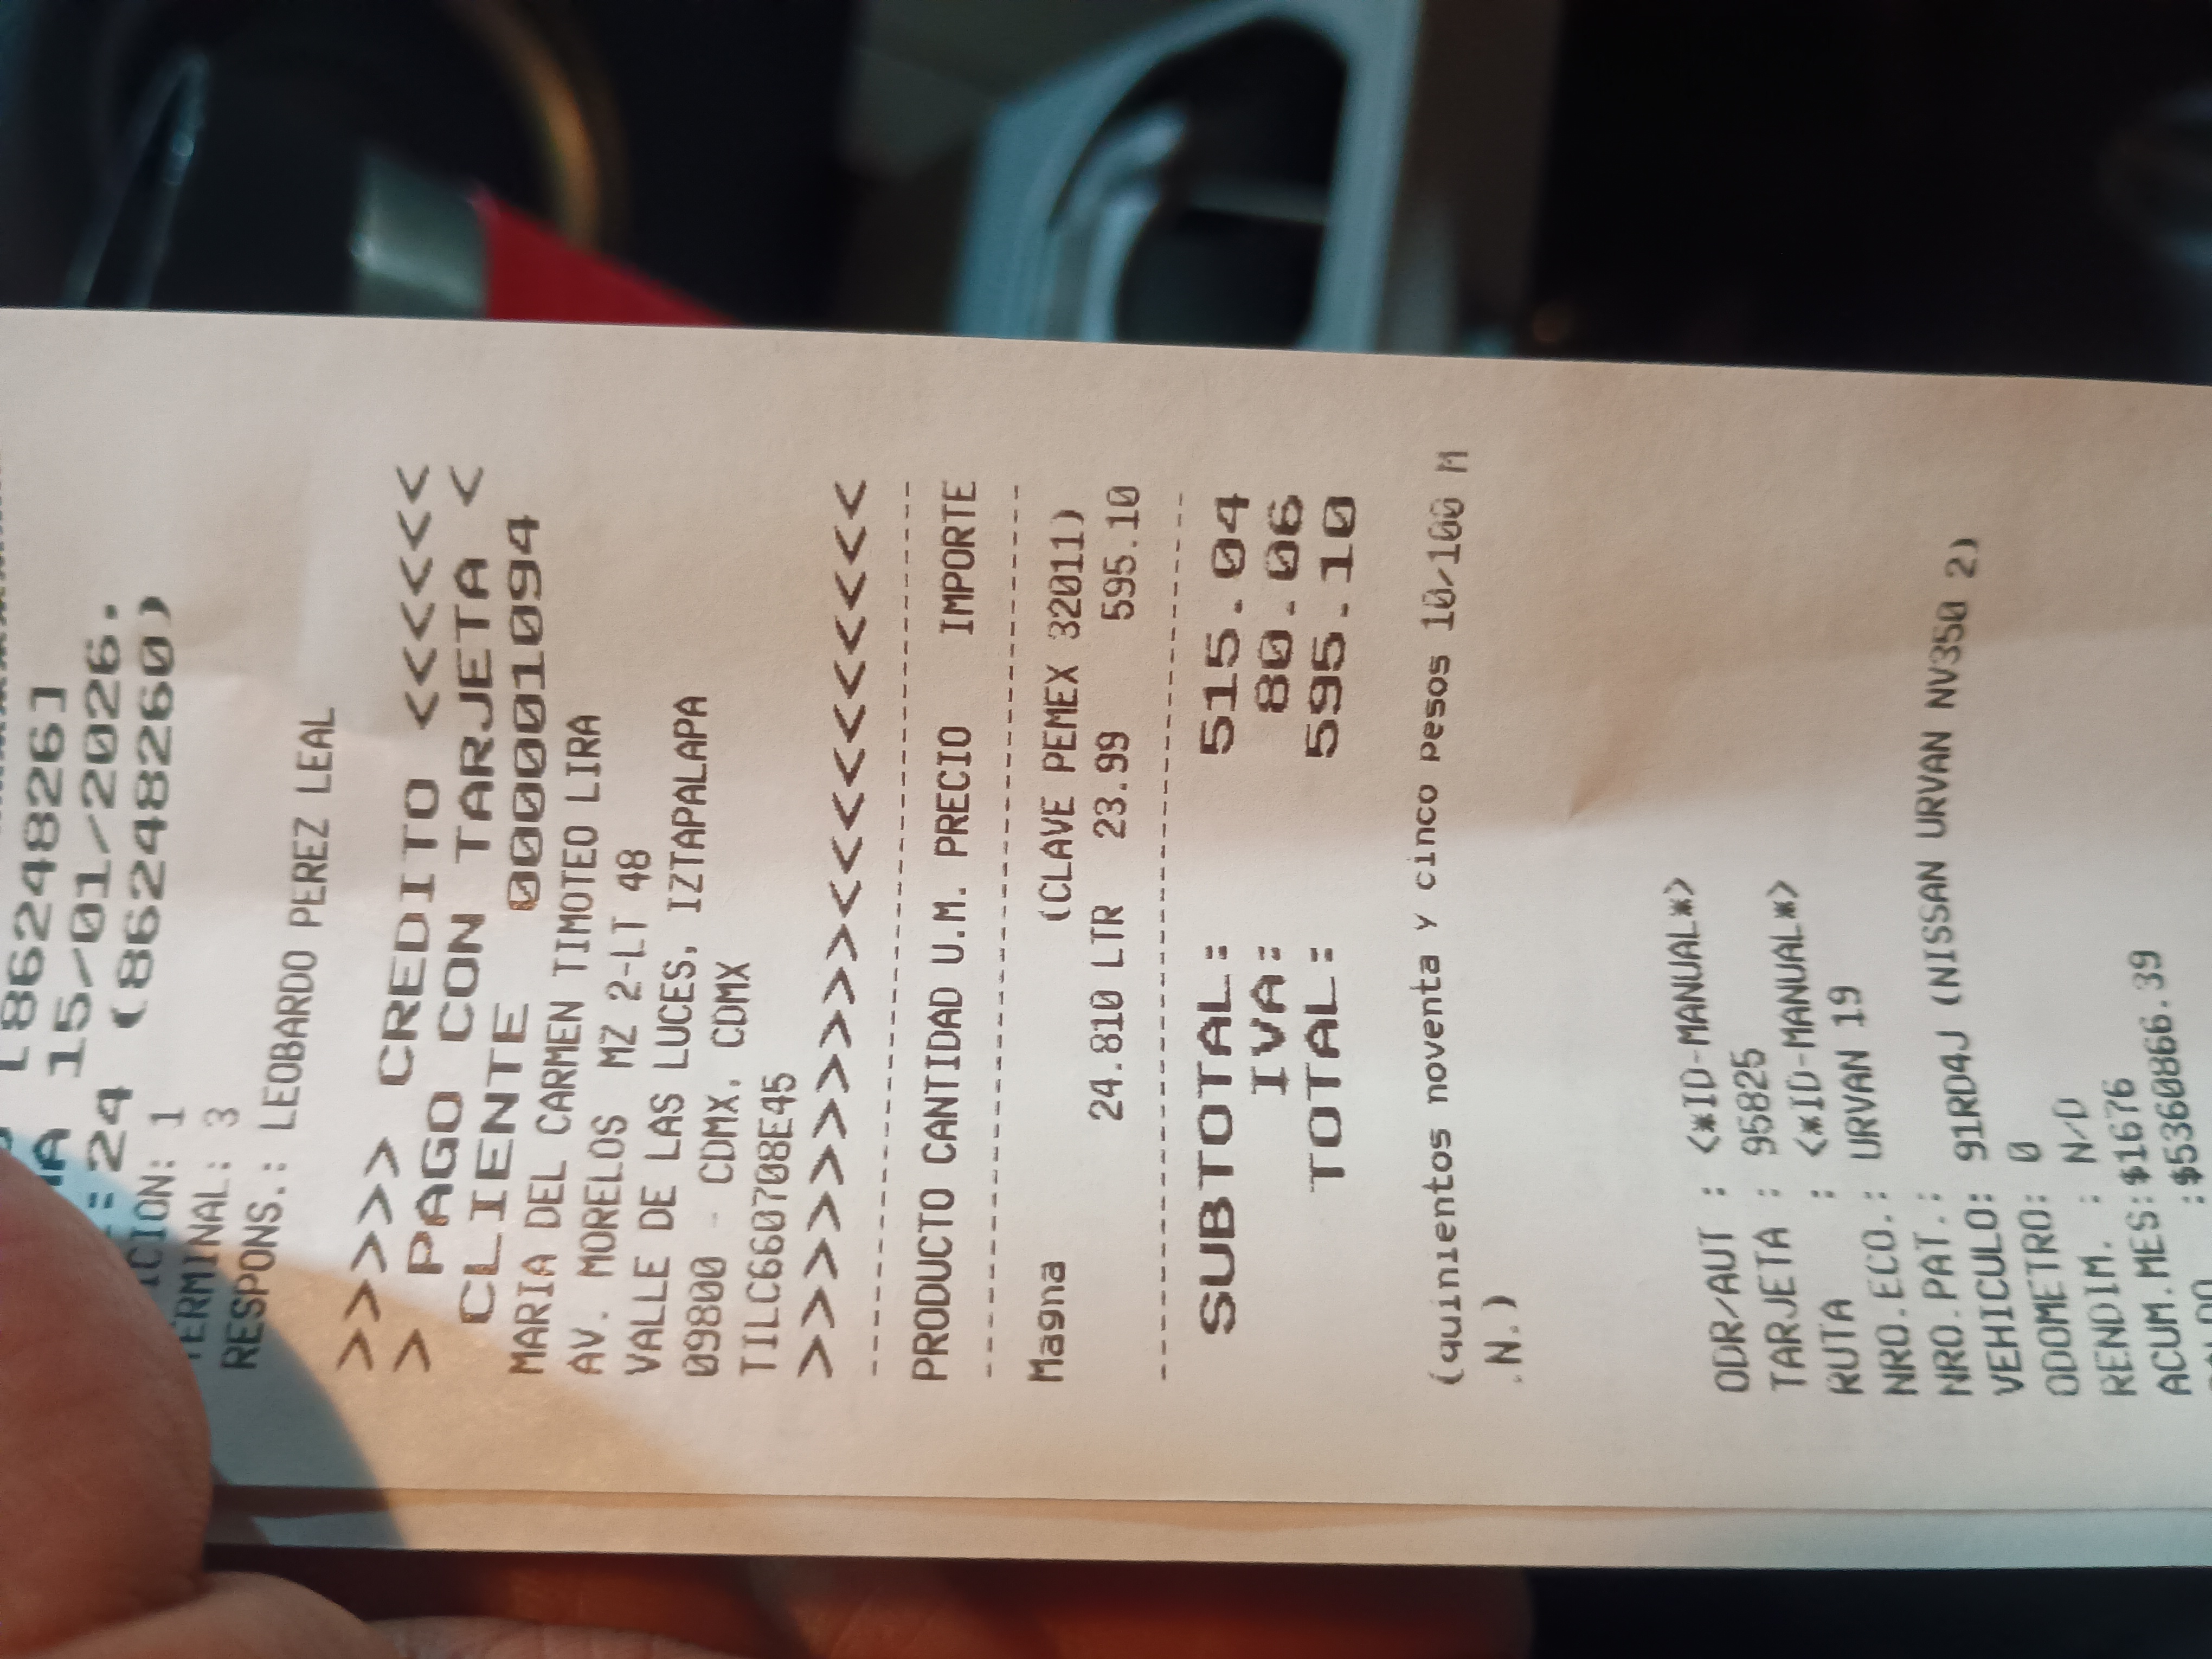 [86248261]
15/01/2026.
:24 (86248260)
ICION: 1
TERMINAL: 3
RESPONS.: LEOBARDO PEREZ LEAL
>>>> CREDITO <<<<<<
> PAGO CON TARJETA <
CLIENTE 0000001094
MARIA DEL CARMEN TIMOTEO LIRA
AV. MORELOS MZ 2-LT 48
VALLE DE LAS LUCES, IZTAPALAPA
09800 - CDMX, CDMX
TILC660708E45
>>>>>>>>>><<<<<<<<<<
------------------------------------
PRODUCTO CANTIDAD U.M. PRECIO IMPORTE
------------------------------------
Magna (CLAVE PEMEX 32011)
24.810 LTR 23.99 595.10
------------------------------------
SUBTOTAL: 515.04
IVA: 80.06
TOTAL: 595.10
(quinientos noventa y cinco Pesos 10/100 M
.N.)
ODR/AUT : <*ID-MANUAL*>
TARJETA : 95825
RUTA : <*ID-MANUAL*>
NRO.ECO.: URVAN 19
NRO.PAT.:
VEHICULO: 91RD4J (NISSAN URVAN NV350 2)
ODOMETRO: 0
RENDIM. : N/D
ACUM.MES:$1676
:$5360866.39